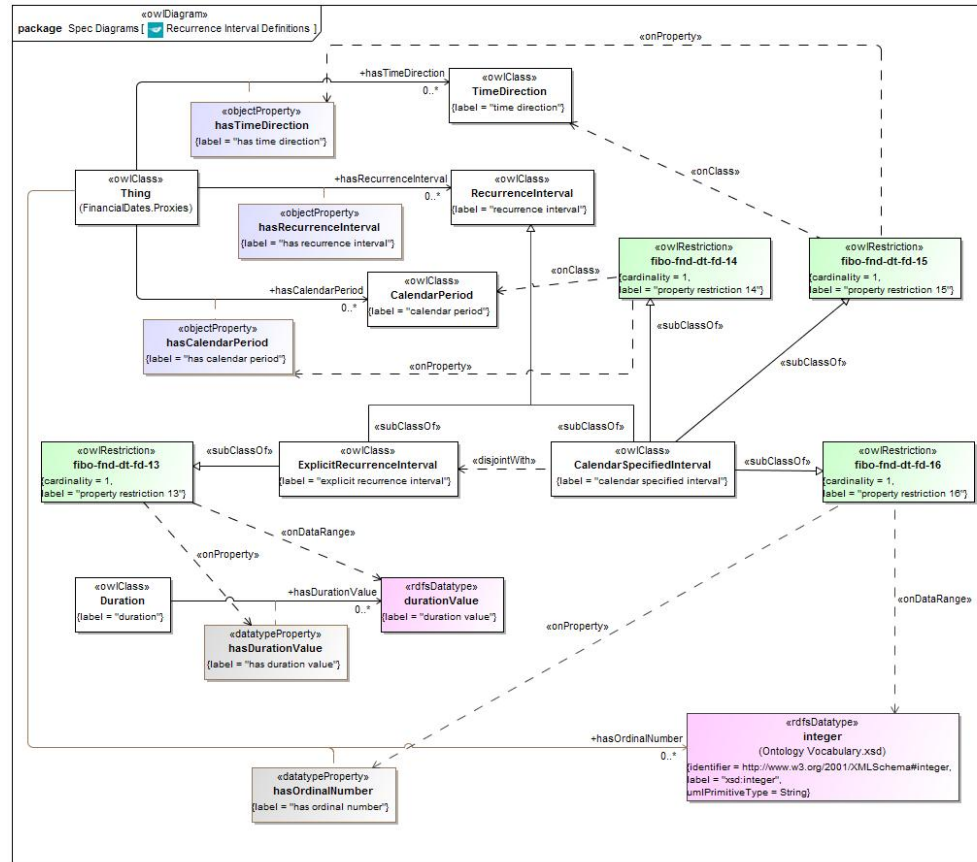 «owlDiagram»
package Spec Diagrams [ Recurrence Interval Definitions ]
«onProperty»
+hasTimeDirection
0..*
«owlClass»
TimeDirection
{label = "time direction"}
«objectProperty»
hasTimeDirection
{label = "has time direction"}
«onClass»
«owlClass»
Thing
(FinancialDates.Proxies)
+hasRecurrenceInterval
0..*
«owlClass»
RecurrenceInterval
{label = "recurrence interval"}
«objectProperty»
hasRecurrenceInterval
{label = "has recurrence interval"}
«owlRestriction»
fibo-fnd-dt-fd-14
{cardinality = 1,
label = "property restriction 14"}
«owlRestriction»
fibo-fnd-dt-fd-15
{cardinality = 1,
label = "property restriction 15"}
«onClass»
+hasCalendarPeriod
0..*
«owlClass»
CalendarPeriod
{label = "calendar period"}
«objectProperty»
hasCalendarPeriod
{label = "has calendar period"}
«subClassOf»
«onProperty»
«subClassOf»
«subClassOf»
«subClassOf»
«owlRestriction»
fibo-fnd-dt-fd-13
{cardinality = 1,
label = "property restriction 13"}
«subClassOf»
«owlClass»
ExplicitRecurrenceInterval
{label = "explicit recurrence interval"}
«disjointWith»
«owlClass»
CalendarSpecifiedInterval
{label = "calendar specified interval"}
«subClassOf»
«owlRestriction»
fibo-fnd-dt-fd-16
{cardinality = 1,
label = "property restriction 16"}
«onDataRange»
«onProperty»
«owlClass»
Duration
{label = "duration"}
+hasDurationValue
0..*
«rdfsDatatype»
durationValue
{label = "duration value"}
«onDataRange»
«datatypeProperty»
hasDurationValue
{label = "has duration value"}
«onProperty»
+hasOrdinalNumber
0..*
«rdfsDatatype»
integer
(Ontology Vocabulary.xsd)
{identifier = http://www.w3.org/2001/XMLSchema#integer,
label = "xsd:integer",
umlPrimitiveType = String}
«datatypeProperty»
hasOrdinalNumber
{label = "has ordinal number"}